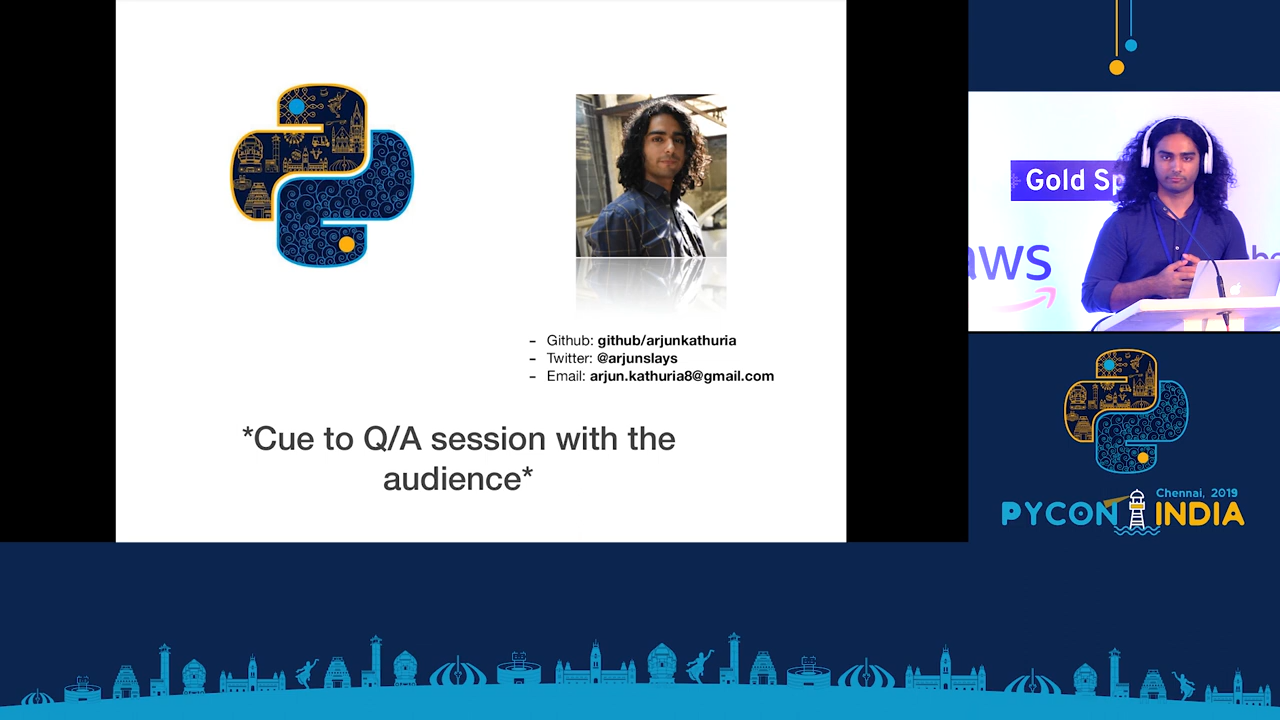 - Github: github/arjunkathuria
- Twitter: @arjunslays
- Email: arjun.kathuria8@gmail.com
*Cue to Q/A session with the
audience*
Gold Sp
aws
Chennai, 2019
PYCON INDIA